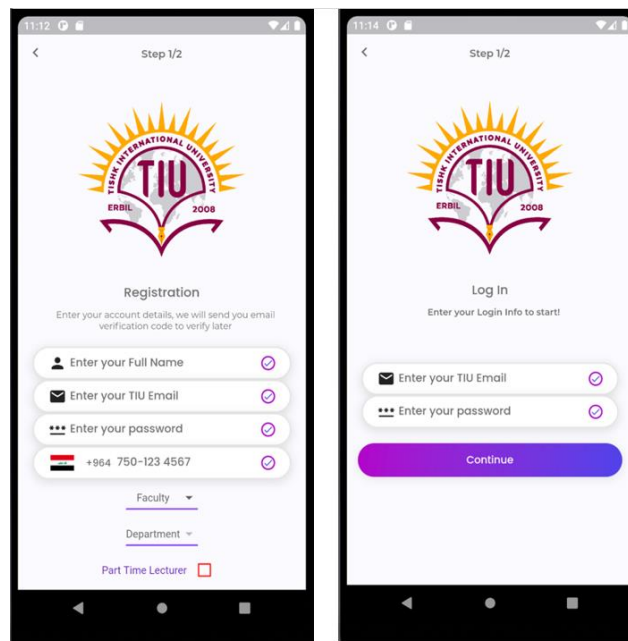 11:12
Step 1/2
TISHK INTERNATIONAL UNIVERSITY
TIU
ERBIL 2008
Registration
Enter your account details, we will send you email
verification code to verify later
Enter your Full Name
Enter your TIU Email
Enter your password
+964 750-123 4567
Faculty
Department
Part Time Lecturer
11:14
Step 1/2
TISHK INTERNATIONAL UNIVERSITY
TIU
ERBIL 2008
Log In
Enter your Login Info to start!
Enter your TIU Email
Enter your password
Continue